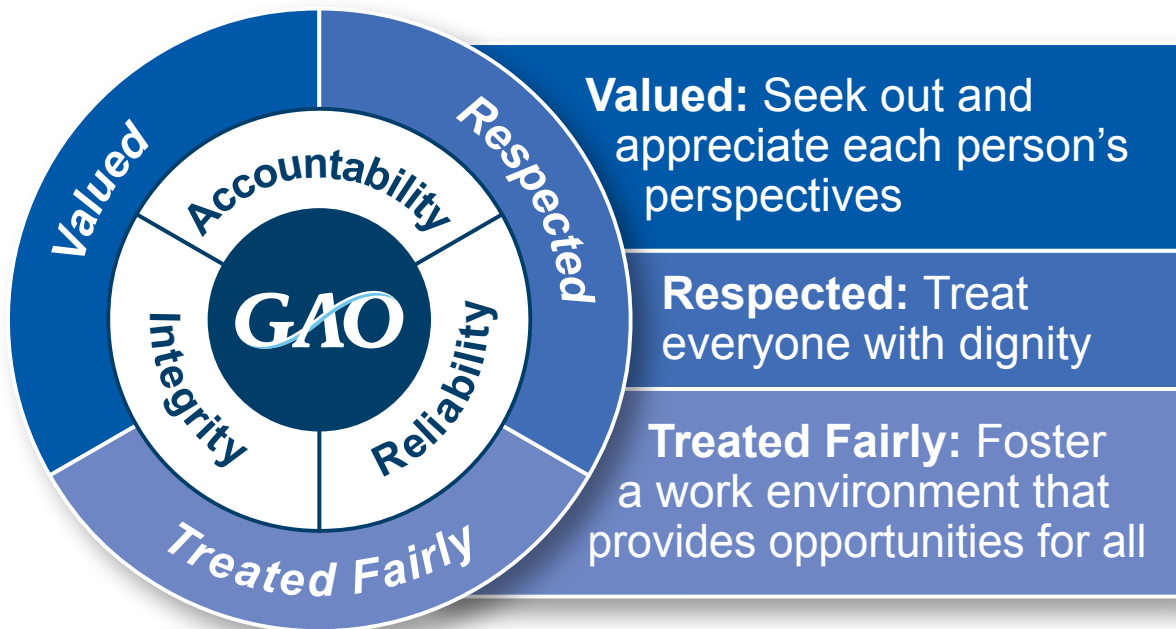 Valued
Respected
Treated Fairly
Accountability
Integrity
Reliability
GAO
Valued: Seek out and
appreciate each person’s
perspectives
Respected: Treat
everyone with dignity
Treated Fairly: Foster
a work environment that
provides opportunities for all